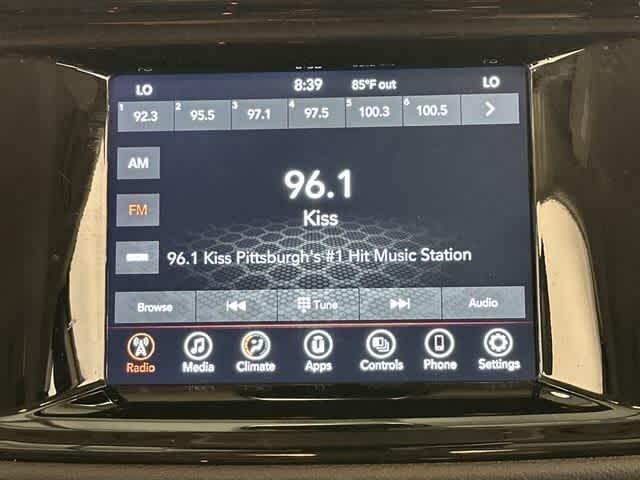 LO 8:39 85°F out LO
1 92.3 2 95.5 3 97.1 4 97.5 5 100.3 6 100.5
AM
96.1
FM
Kiss
96.1 Kiss Pittsburgh's #1 Hit Music Station
Browse Tune Audio
Radio Media Climate Apps Controls Phone Settings